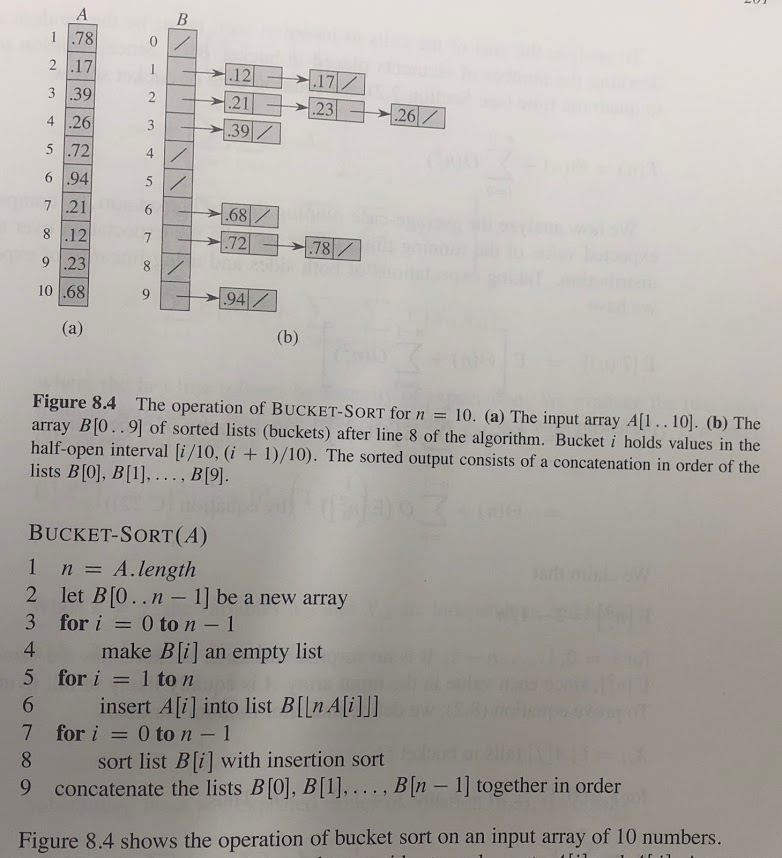 A B
1 .78 0 /
2 .17 1 .12 .17 /
3 .39 2 .21 .23 .26 /
4 .26 3 .39 /
5 .72 4 /
6 .94 5 /
7 .21 6 .68 /
8 .12 7 .72 .78 /
9 .23 8 /
10 .68 9 .94 /
(a) (b)
Figure 8.4 The operation of BUCKET-SORT for n = 10. (a) The input array A[1 . . 10]. (b) The
array B[0 . . 9] of sorted lists (buckets) after line 8 of the algorithm. Bucket i holds values in the
half-open interval [i/10, (i + 1)/10). The sorted output consists of a concatenation in order of the
lists B[0], B[1], . . . , B[9].
BUCKET-SORT(A)
1 n = A.length
2 let B[0 . . n − 1] be a new array
3 for i = 0 to n − 1
4 make B[i] an empty list
5 for i = 1 to n
6 insert A[i] into list B[⌊nA[i]⌋]
7 for i = 0 to n − 1
8 sort list B[i] with insertion sort
9 concatenate the lists B[0], B[1], . . . , B[n − 1] together in order
Figure 8.4 shows the operation of bucket sort on an input array of 10 numbers.